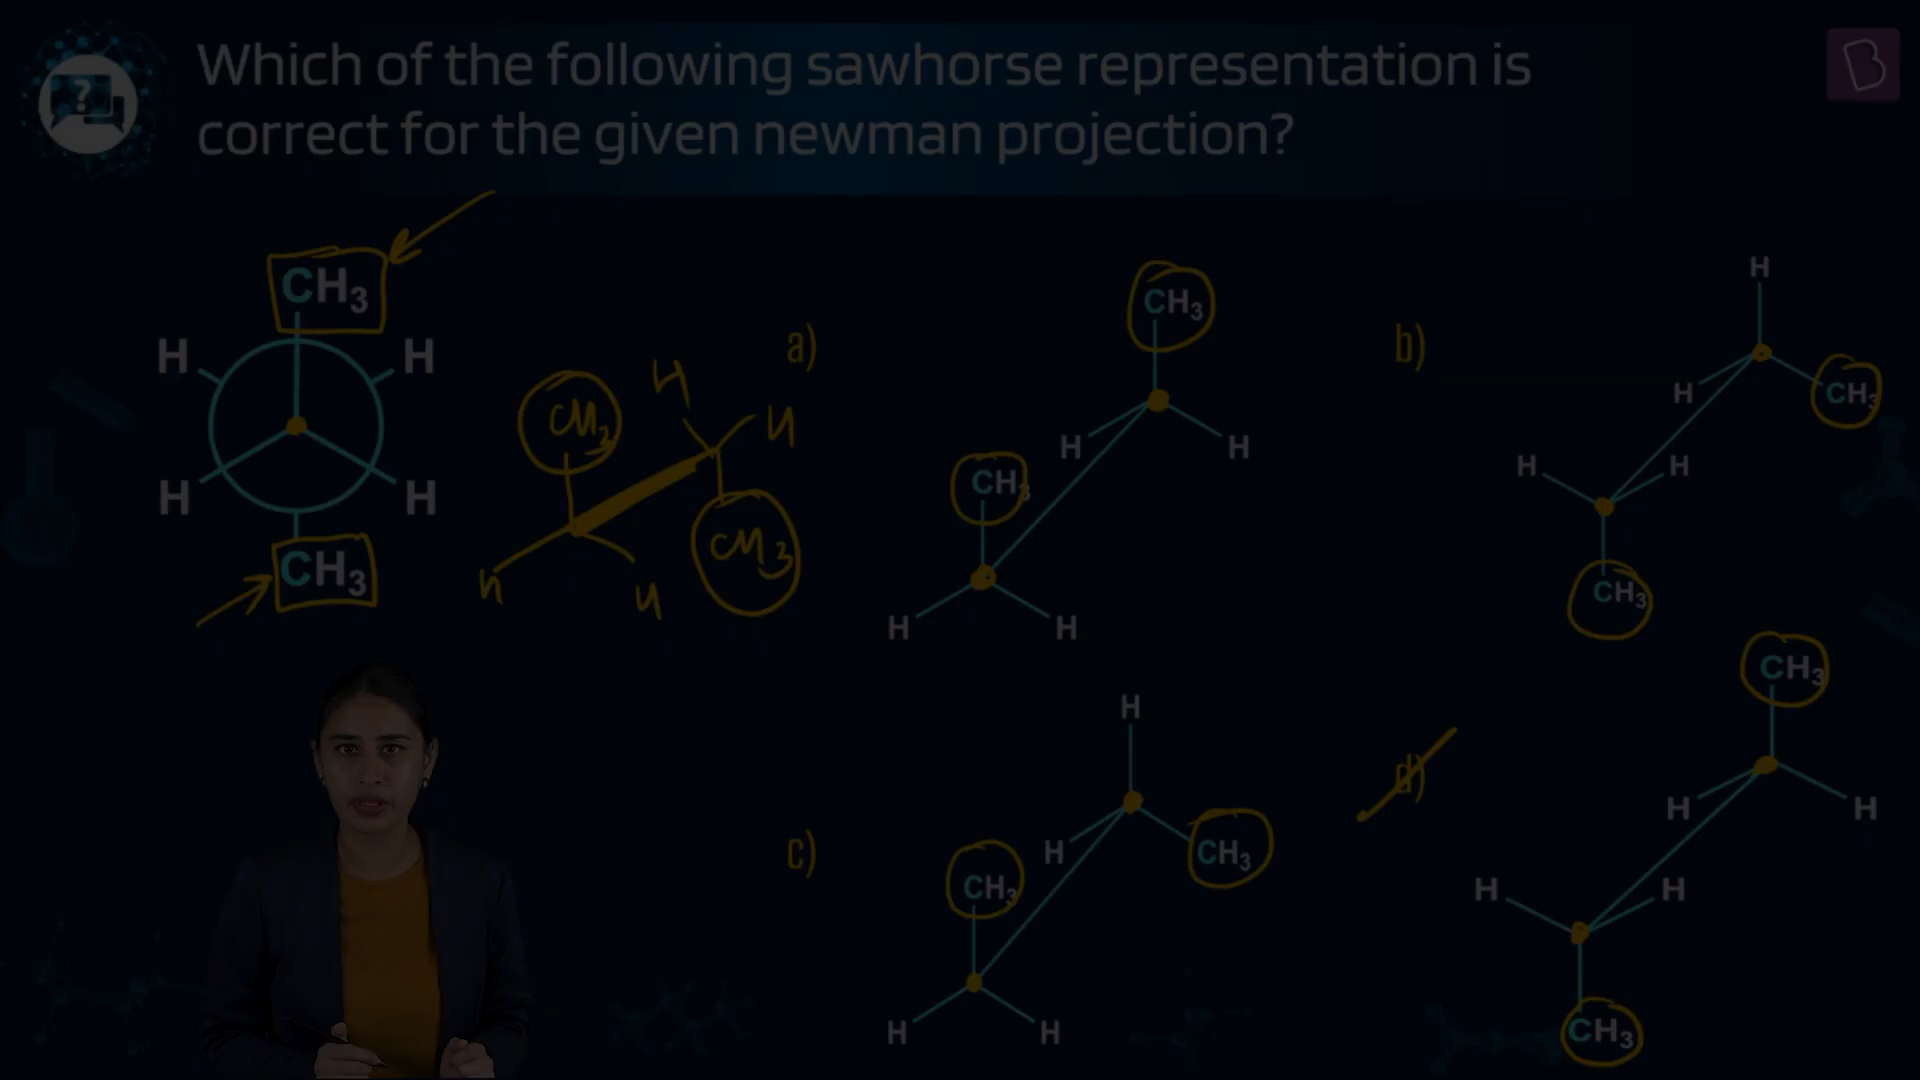 Which of the following sawhorse representation is
correct for the given newman projection?
CH3
H H
H H
CH3
CH3
H H
H
H
CH3
a)
CH3
H H
CH3
H H
b)
H
H CH3
H H
CH3
c)
H
H CH3
CH3
H H
d)
CH3
H H
H H
CH3